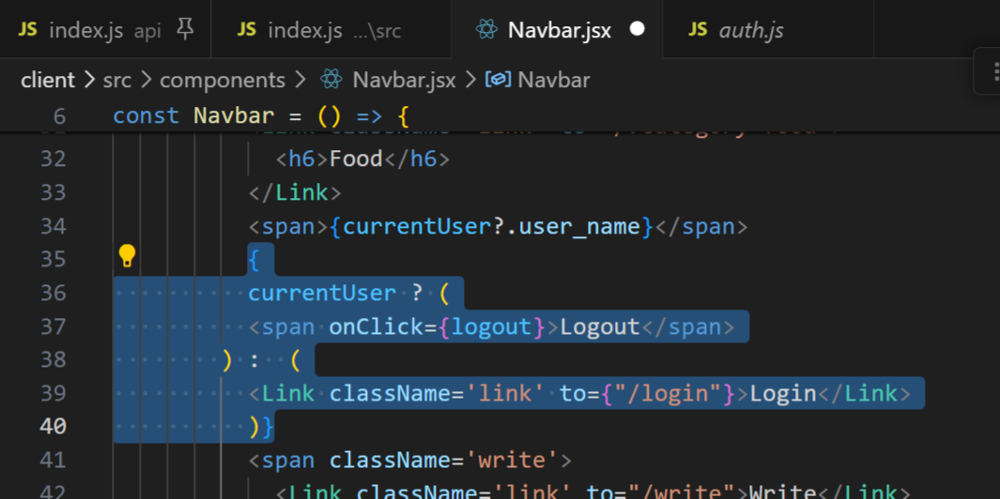 JS index.js api JS index.js ...\src Navbar.jsx JS auth.js
client > src > components > Navbar.jsx > Navbar
6 const Navbar = () => {
32 <h6>Food</h6>
33 </Link>
34 <span>{currentUser?.user_name}</span>
35 {
36 currentUser ? (
37 <span onClick={logout}>Logout</span>
38 ) : (
39 <Link className='link' to={"/login"}>Login</Link>
40 )}
41 <span className='write'>
42 <Link className='link' to="/write">Write</Link>